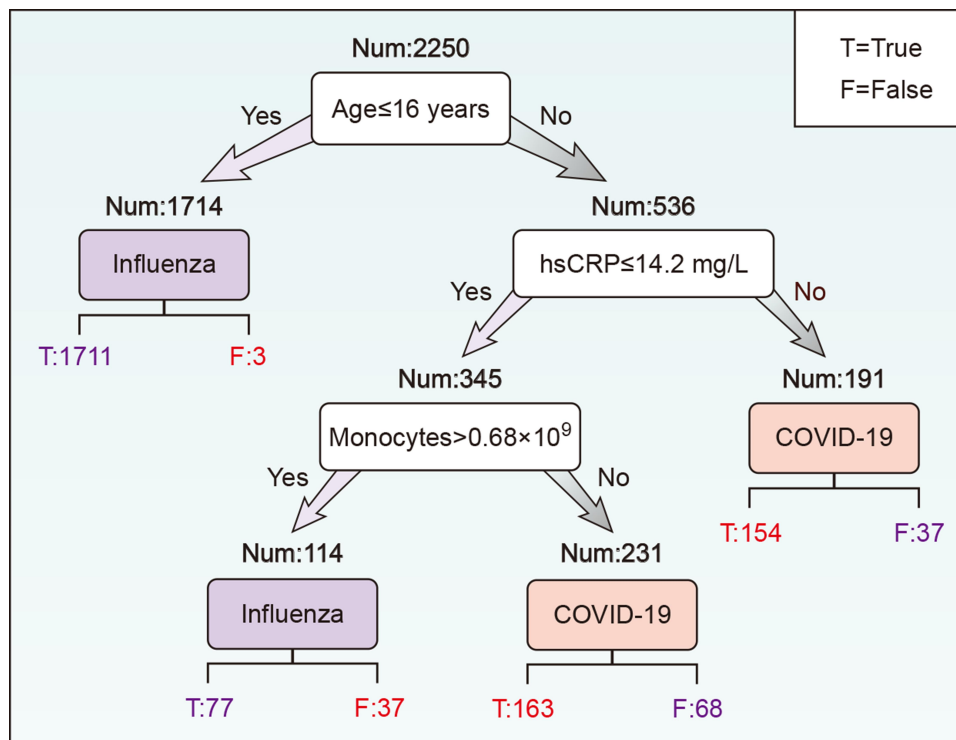 Num:2250
T=True
F=False
Age≤16 years
Yes
No
Num:1714
Num:536
Influenza
hsCRP≤14.2 mg/L
Yes
No
T:1711
F:3
Num:345
Num:191
Monocytes>0.68×10⁹
COVID-19
Yes
No
T:154
F:37
Num:114
Num:231
Influenza
COVID-19
T:77
F:37
T:163
F:68